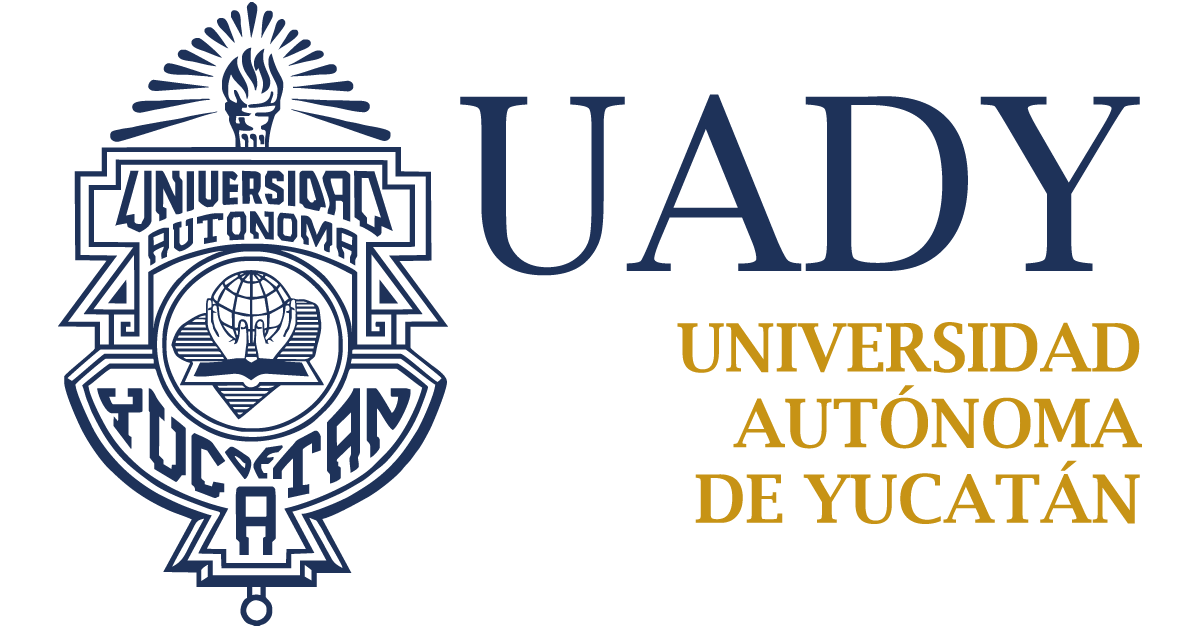 UNIVERSIDAD
AUTONOMA
DE
YUCATAN
UADY
UNIVERSIDAD
AUTÓNOMA
DE YUCATÁN